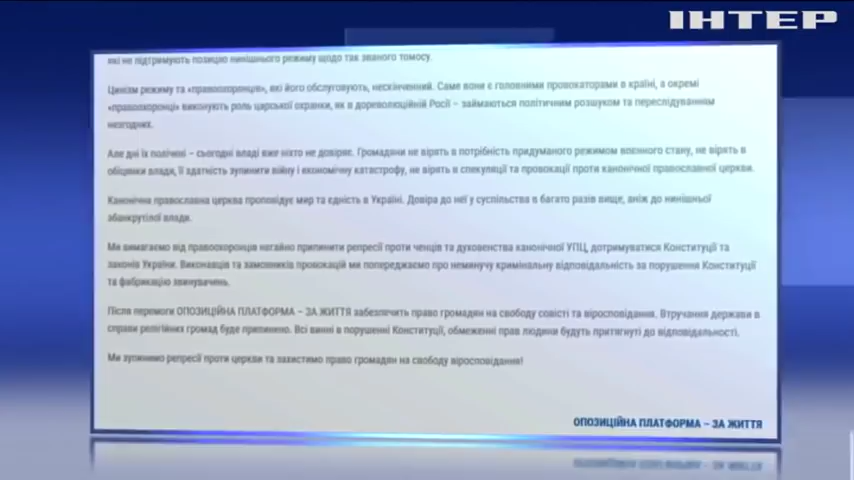 ІНТЕР
які не підтримують позицію нинішнього режиму щодо так званого томосу.
Цинізм режиму та «правоохоронців», які його обслуговують, нескінченний. Саме вони є головними провокаторами в країні, а окремі
«правоохоронці» виконують роль царської охранки, як в дореволюційній Росії – займаються політичним розшуком та переслідуванням
незгодних.
Але дні їх полічені – сьогодні владі вже ніхто не довіряє. Громадяни не вірять в потрібність придуманого режимом воєнного стану, не вірять в
обіцянки влади, її здатність зупинити війну і економічну катастрофу, не вірять в спекуляції та провокації проти канонічної православної церкви.
Канонічна православна церква проповідує мир та єдність в Україні. Довіра до неї у суспільства в багато разів вище, аніж до нинішньої
збанкрутілої влади.
Ми вимагаємо від правоохоронців негайно припинити репресії проти ченців та духовенства канонічної УПЦ, дотримуватися Конституції та
законів України. Виконавців та замовників провокацій ми попереджаємо про неминучу кримінальну відповідальність за порушення Конституції
та фабрикацію звинувачень.
Після перемоги ОПОЗИЦІЙНА ПЛАТФОРМА – ЗА ЖИТТЯ забезпечить право громадян на свободу совісті та віросповідання. Втручання держави в
справи релігійних громад буде припинено. Всі винні в порушенні Конституції, обмеженні прав людини будуть притягнуті до відповідальності.
Ми зупинимо репресії проти церкви та захистимо право громадян на свободу віросповідання!
ОПОЗИЦІЙНА ПЛАТФОРМА – ЗА ЖИТТЯ